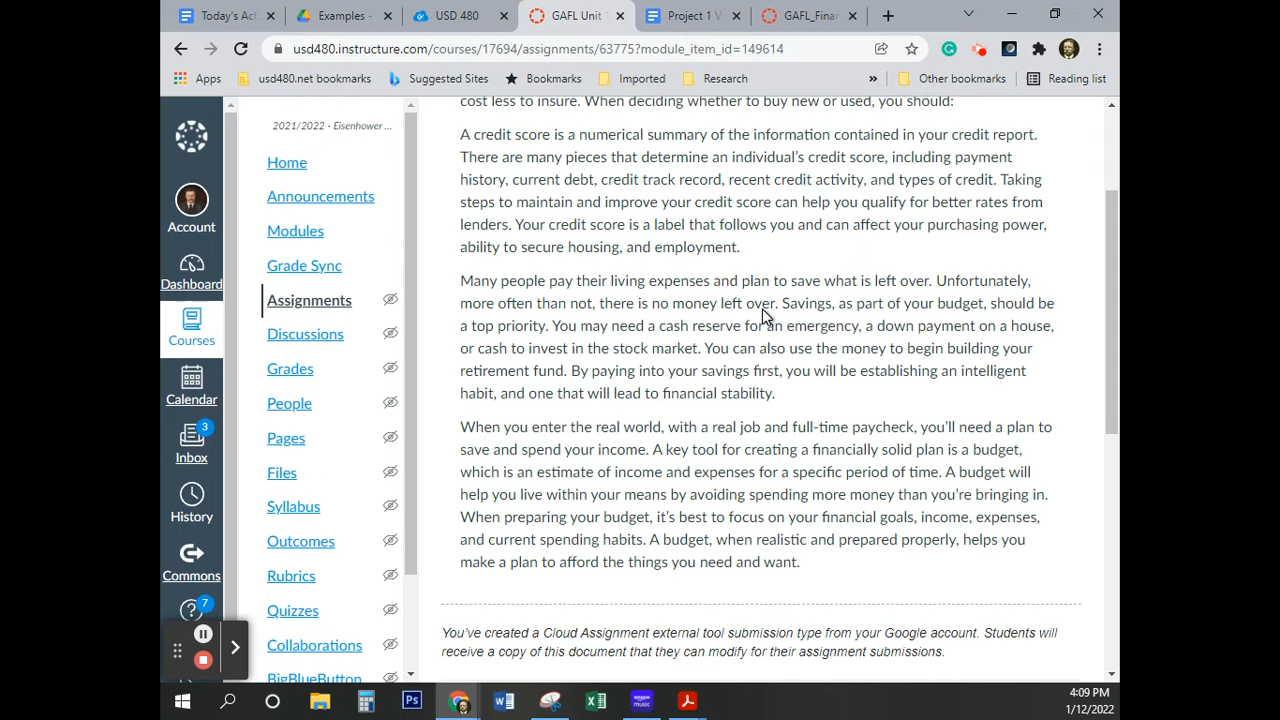 Today's Act
Examples -
USD 480
GAFL Unit
Project 1 V
GAFL_Fina
usd480.instructure.com/courses/17694/assignments/63775?module_item_id=149614
Apps
usd480.net bookmarks
Suggested Sites
Bookmarks
Imported
Research
»
Other bookmarks
Reading list
Account
Dashboard
Courses
Calendar
3
Inbox
History
Commons
7
2021/2022 - Eisenhower ...
Home
Announcements
Modules
Grade Sync
Assignments
Discussions
Grades
People
Pages
Files
Syllabus
Outcomes
Rubrics
Quizzes
Collaborations
BigBlueButton
cost less to insure. When deciding whether to buy new or used, you should:
A credit score is a numerical summary of the information contained in your credit report.
There are many pieces that determine an individual's credit score, including payment
history, current debt, credit track record, recent credit activity, and types of credit. Taking
steps to maintain and improve your credit score can help you qualify for better rates from
lenders. Your credit score is a label that follows you and can affect your purchasing power,
ability to secure housing, and employment.
Many people pay their living expenses and plan to save what is left over. Unfortunately,
more often than not, there is no money left over. Savings, as part of your budget, should be
a top priority. You may need a cash reserve for an emergency, a down payment on a house,
or cash to invest in the stock market. You can also use the money to begin building your
retirement fund. By paying into your savings first, you will be establishing an intelligent
habit, and one that will lead to financial stability.
When you enter the real world, with a real job and full-time paycheck, you'll need a plan to
save and spend your income. A key tool for creating a financially solid plan is a budget,
which is an estimate of income and expenses for a specific period of time. A budget will
help you live within your means by avoiding spending more money than you're bringing in.
When preparing your budget, it's best to focus on your financial goals, income, expenses,
and current spending habits. A budget, when realistic and prepared properly, helps you
make a plan to afford the things you need and want.
You've created a Cloud Assignment external tool submission type from your Google account. Students will
receive a copy of this document that they can modify for their assignment submissions.
Ps
amazon music
4:09 PM
1/12/2022